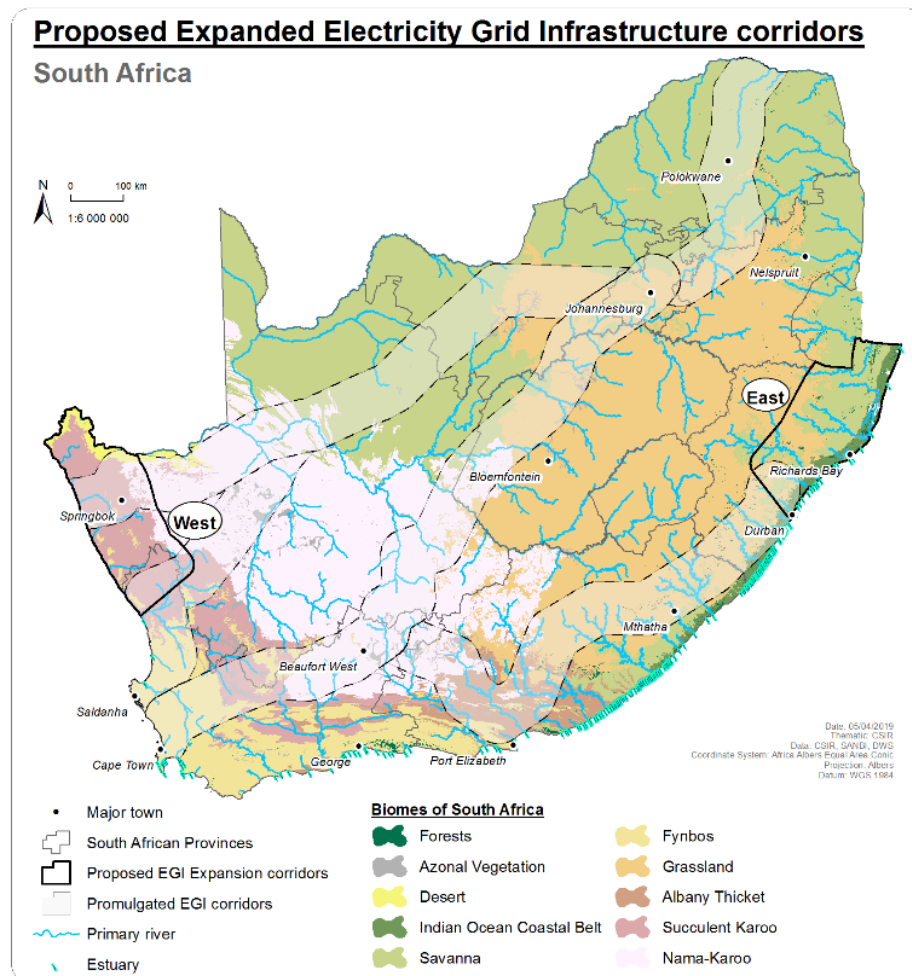 Proposed Expanded Electricity Grid Infrastructure corridors
South Africa
N
0 100 km
1:6 000 000
Polokwane
Nelspruit
Johannesburg
East
Bloemfontein
Richards Bay
Springbok
West
Durban
Mthatha
Beaufort West
Saldanha
Cape Town
George
Port Elizabeth
Date: 05/04/2019
Thematic: CSIR
Data: CSIR, SANBI, DWS
Coordinate System: Africa Albers Equal Area Conic
Projection: Albers
Datum: WGS 1984
Major town
South African Provinces
Proposed EGI Expansion corridors
Promulgated EGI corridors
Primary river
Estuary
Biomes of South Africa
Forests
Azonal Vegetation
Desert
Indian Ocean Coastal Belt
Savanna
Fynbos
Grassland
Albany Thicket
Succulent Karoo
Nama-Karoo